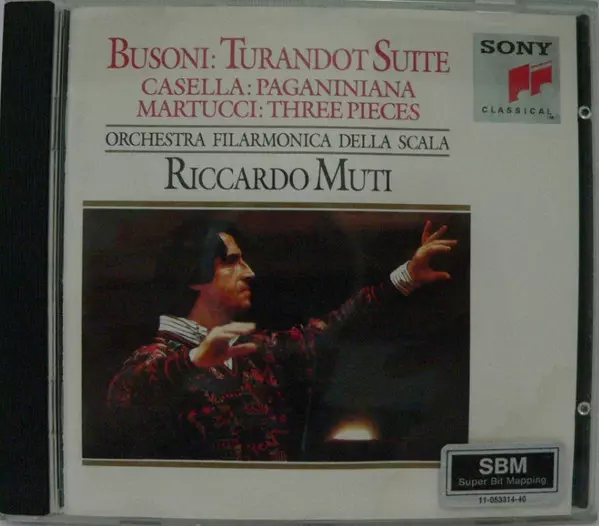 BUSONI: TURANDOT SUITE
CASELLA: PAGANINIANA
MARTUCCI: THREE PIECES
ORCHESTRA FILARMONICA DELLA SCALA
RICCARDO MUTI
SONY
CLASSICAL
SBM
Super Bit Mapping
11-053314-40